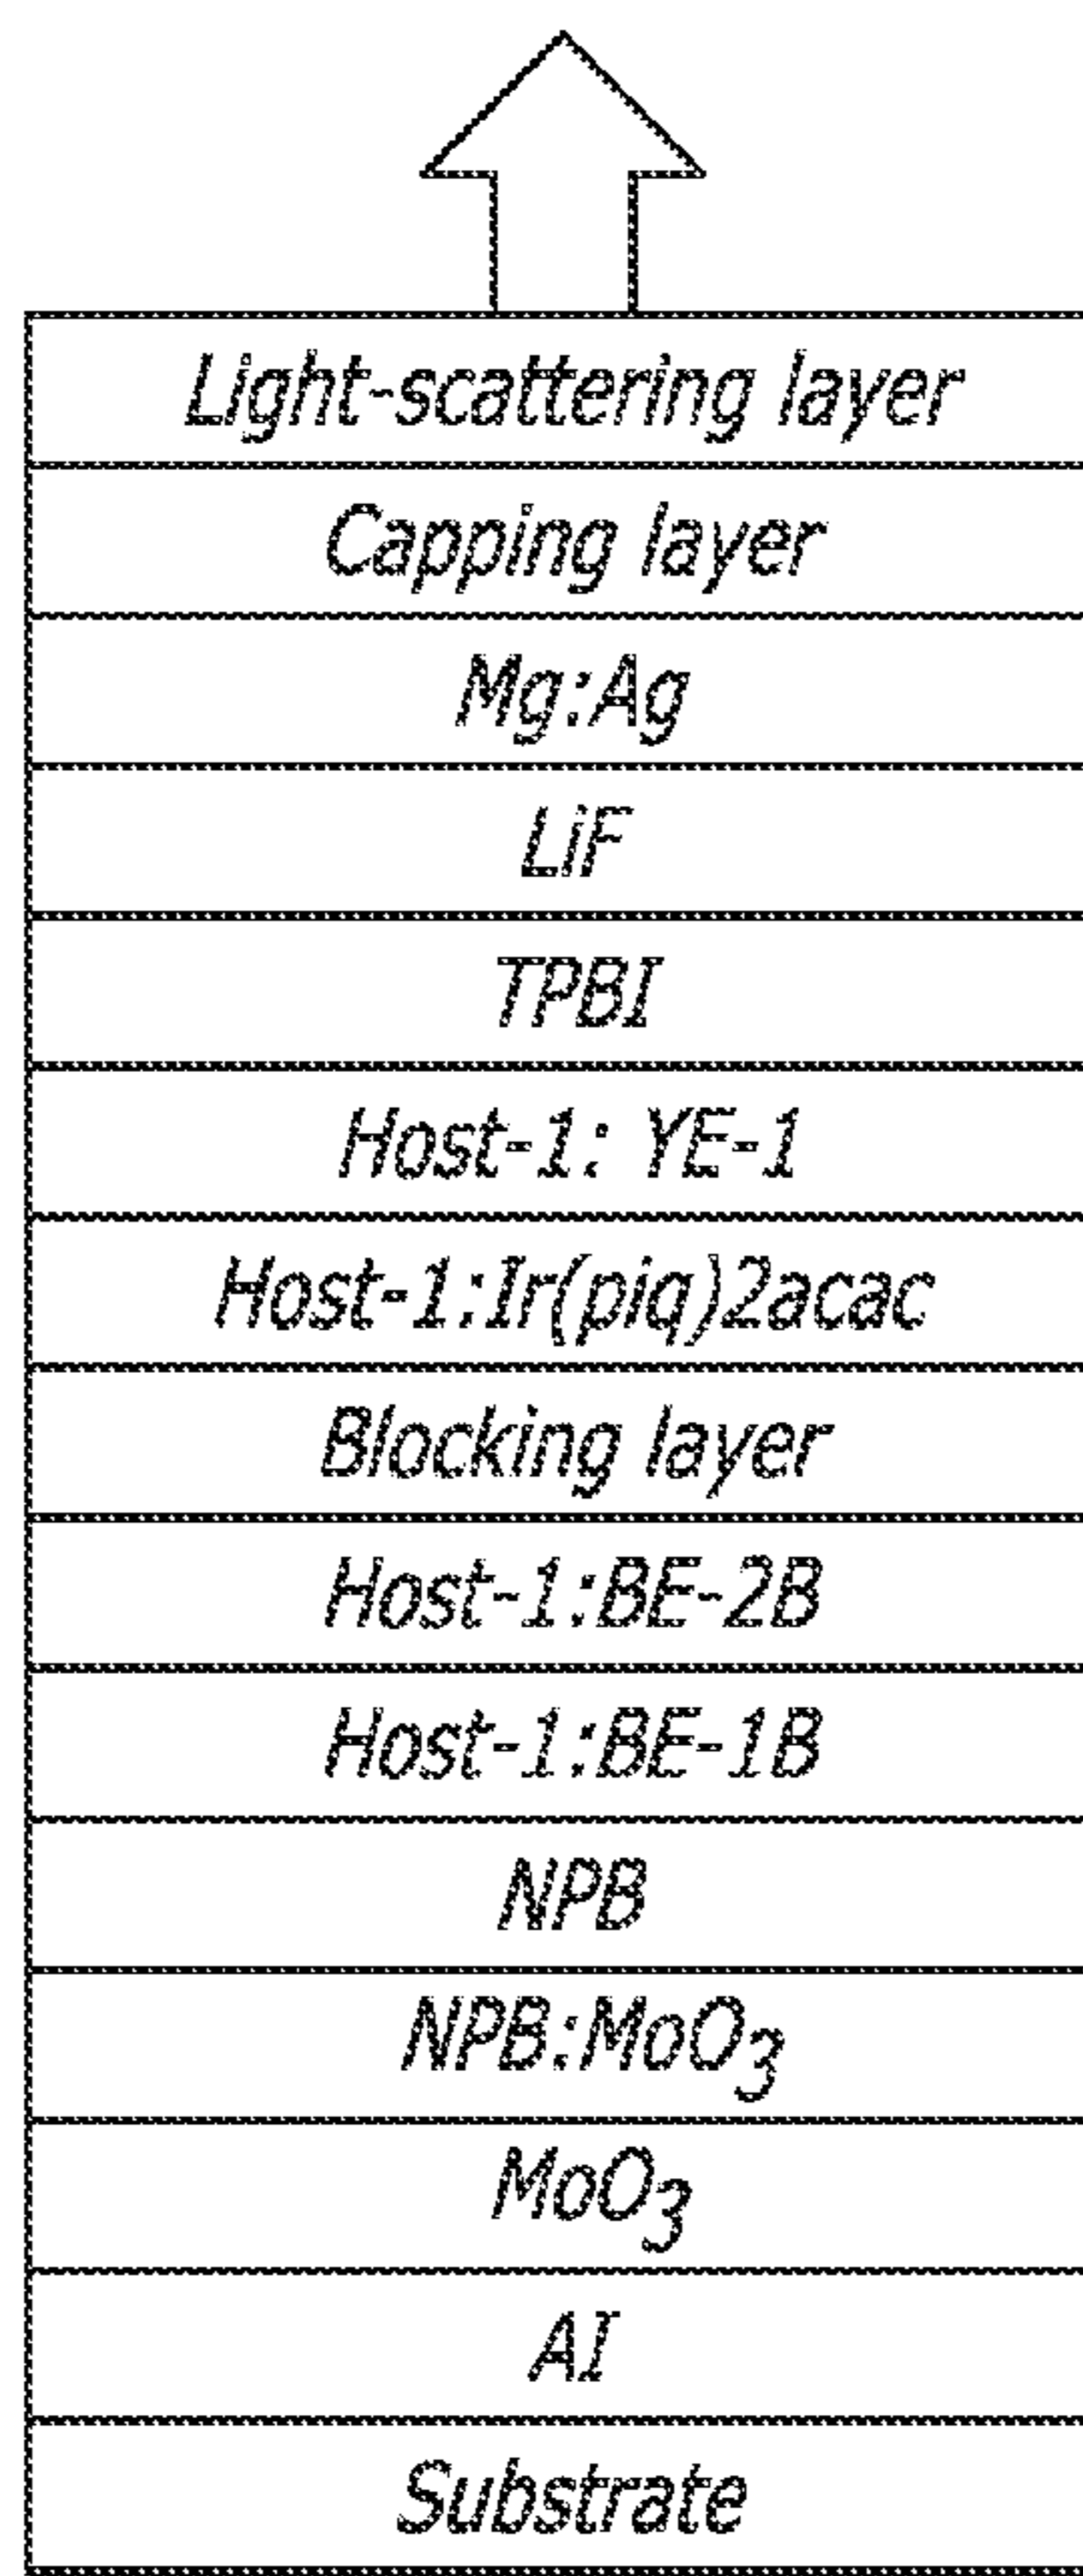 Light-scattering layer
Capping layer
Mg:Ag
LiF
TPBI
Host-1: YE-1
Host-1:Ir(piq)2acac
Blocking layer
Host-1:BE-2B
Host-1:BE-1B
NPB
NPB:MoO₃
MoO₃
Al
Substrate